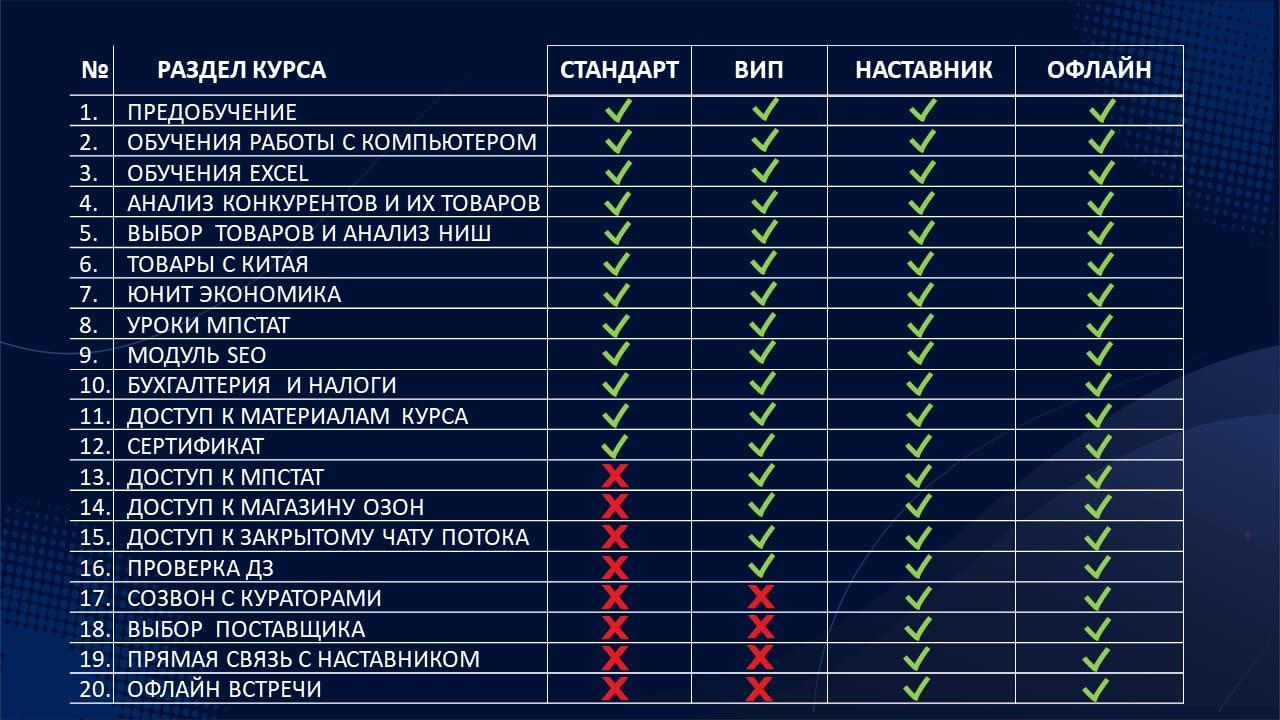 № РАЗДЕЛ КУРСА СТАНДАРТ ВИП НАСТАВНИК ОФЛАЙН
1. ПРЕДОБУЧЕНИЕ
2. ОБУЧЕНИЯ РАБОТЫ С КОМПЬЮТЕРОМ
3. ОБУЧЕНИЯ EXCEL
4. АНАЛИЗ КОНКУРЕНТОВ И ИХ ТОВАРОВ
5. ВЫБОР ТОВАРОВ И АНАЛИЗ НИШ
6. ТОВАРЫ С КИТАЯ
7. ЮНИТ ЭКОНОМИКА
8. УРОКИ МПСТАТ
9. МОДУЛЬ SEO
10. БУХГАЛТЕРИЯ И НАЛОГИ
11. ДОСТУП К МАТЕРИАЛАМ КУРСА
12. СЕРТИФИКАТ
13. ДОСТУП К МПСТАТ
14. ДОСТУП К МАГАЗИНУ ОЗОН
15. ДОСТУП К ЗАКРЫТОМУ ЧАТУ ПОТОКА
16. ПРОВЕРКА ДЗ
17. СОЗВОН С КУРАТОРАМИ
18. ВЫБОР ПОСТАВЩИКА
19. ПРЯМАЯ СВЯЗЬ С НАСТАВНИКОМ
20. ОФЛАЙН ВСТРЕЧИ